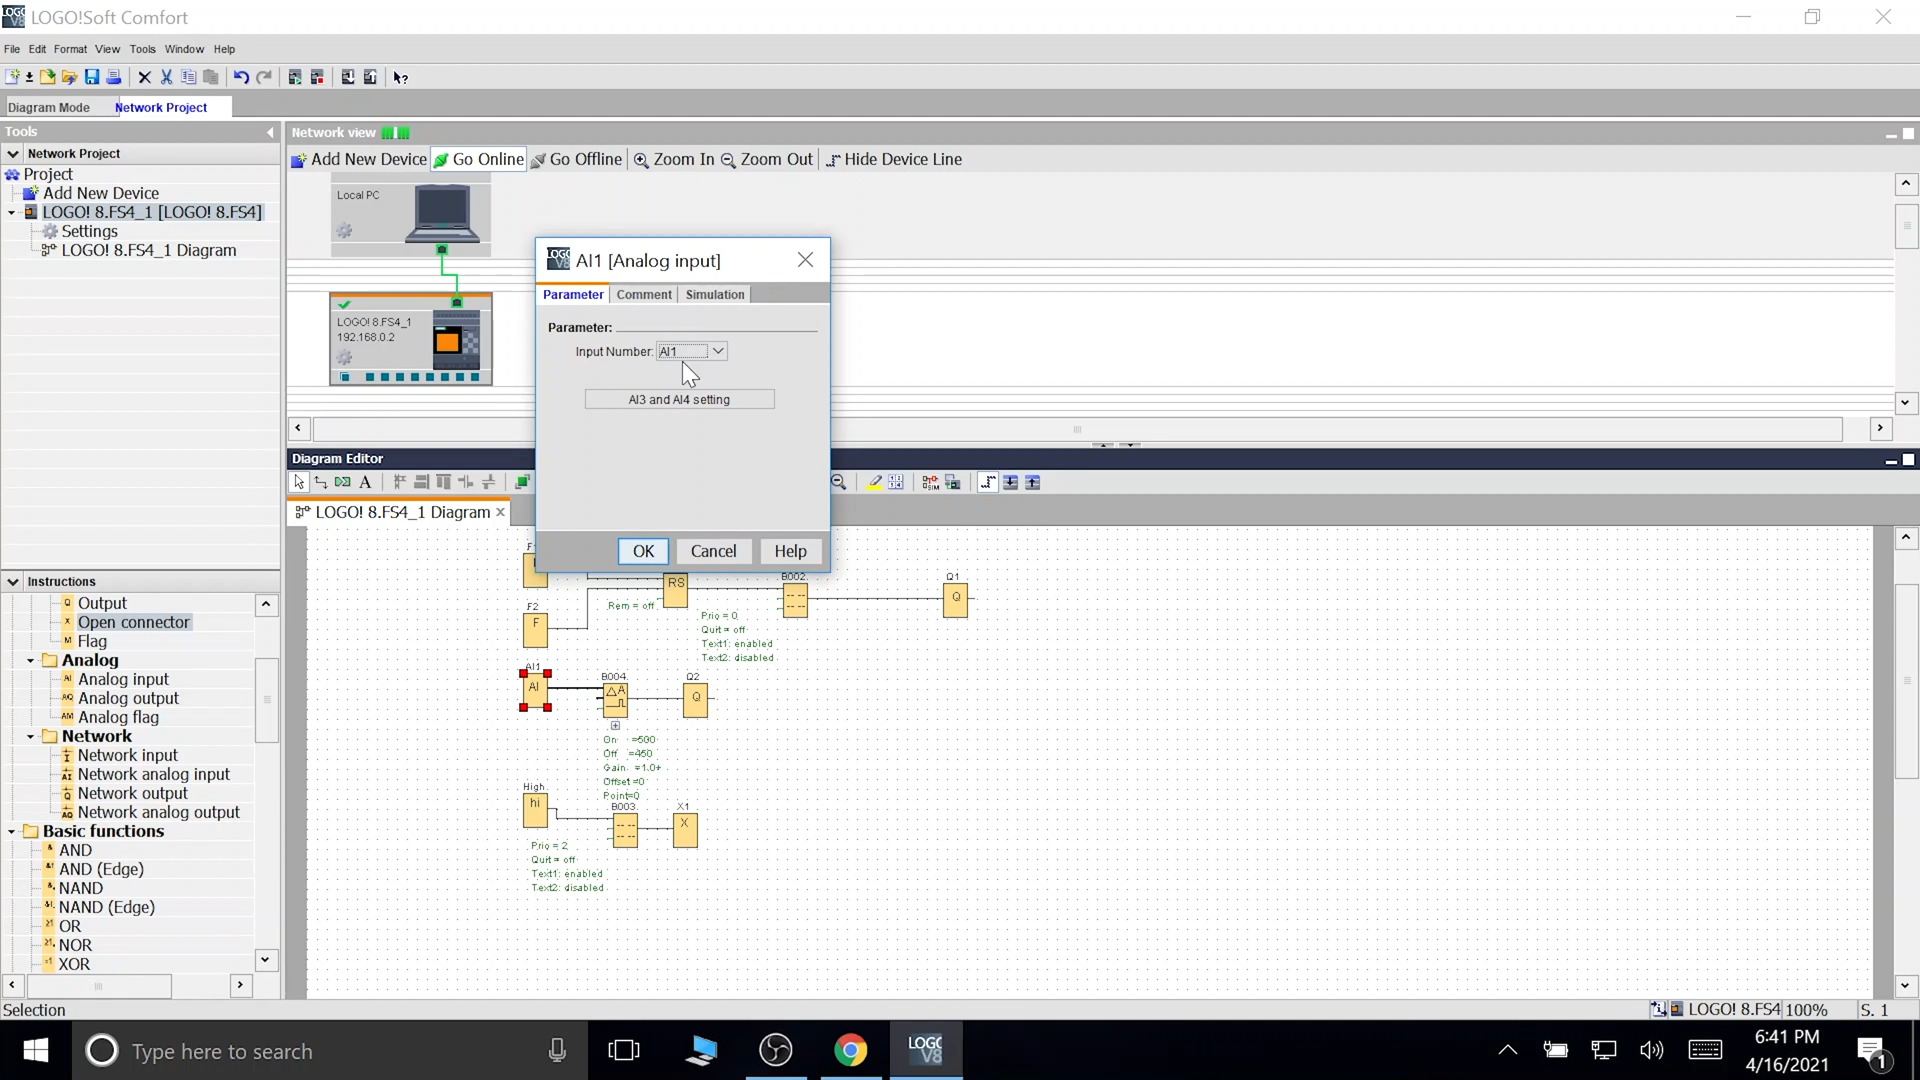 LOGO!Soft Comfort
File Edit Format View Tools Window Help
Diagram Mode Network Project
Tools
Network Project
Project
Add New Device
LOGO! 8.FS4_1 [LOGO! 8.FS4]
Settings
LOGO! 8.FS4_1 Diagram
Network view
Add New Device Go Online Go Offline Zoom In Zoom Out Hide Device Line
Local PC
LOGO! 8.FS4_1
192.168.0.2
AI1 [Analog input]
Parameter Comment Simulation
Parameter:
Input Number: AI1
AI3 and AI4 setting
OK Cancel Help
Diagram Editor
LOGO! 8.FS4_1 Diagram
RS
Rem = off
B002
Prio = 0
Quit = off
Text1: enabled
Text2: disabled
Q1
Q
F2
F
AI1
AI
B004
A
Q2
Q
On =500
Off =450
Gain =1.0+
Offset =0
Point=0
High
hi
B003
X1
X
Prio = 2
Quit = off
Text1: enabled
Text2: disabled
Instructions
Output
Open connector
Flag
Analog
Analog input
Analog output
Analog flag
Network
Network input
Network analog input
Network output
Network analog output
Basic functions
AND
AND (Edge)
NAND
NAND (Edge)
OR
NOR
XOR
Selection
LOGO! 8.FS4 100% S. 1
Type here to search
6:41 PM
4/16/2021
1